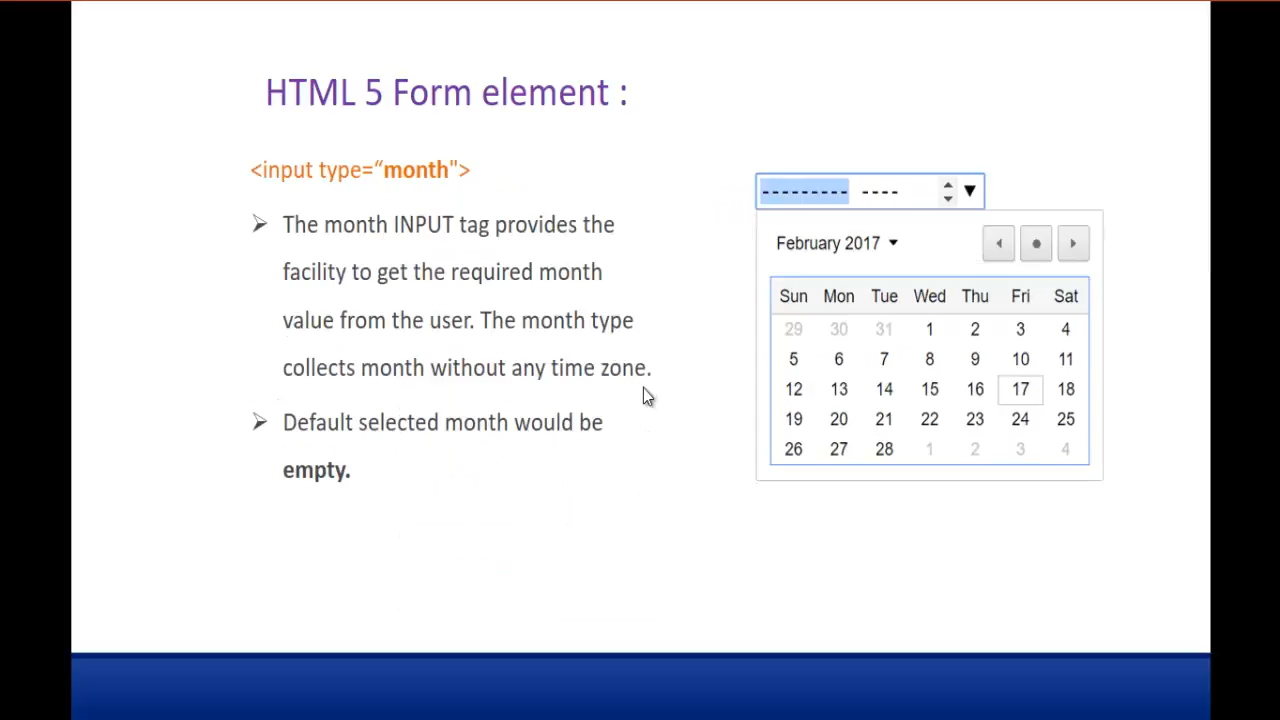 HTML 5 Form element :
<input type=“month">
➢ The month INPUT tag provides the
facility to get the required month
value from the user. The month type
collects month without any time zone.
➢ Default selected month would be
empty.
--------- ----
February 2017
Sun Mon Tue Wed Thu Fri Sat
29 30 31 1 2 3 4
5 6 7 8 9 10 11
12 13 14 15 16 17 18
19 20 21 22 23 24 25
26 27 28 1 2 3 4